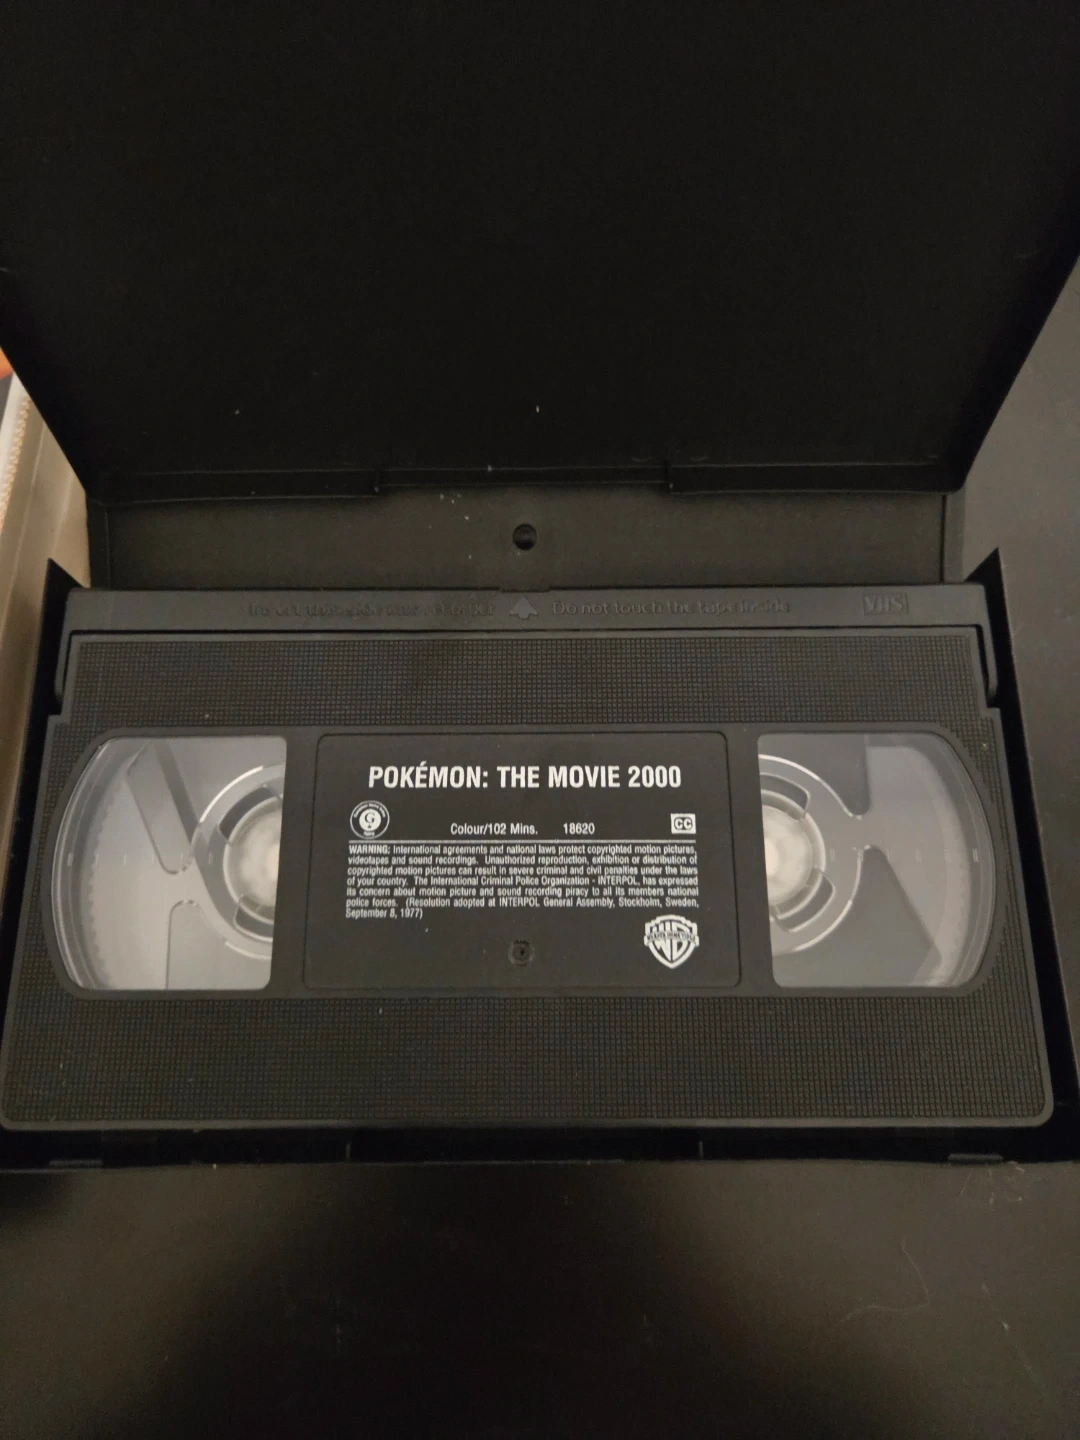 Do not touch the tape inside
VHS
POKÉMON: THE MOVIE 2000
G
Colour/102 Mins. 18620
CC
WARNING: International agreements and national laws protect copyrighted motion pictures,
videotapes and sound recordings. Unauthorized reproduction, exhibition or distribution of
copyrighted motion pictures can result in severe criminal and civil penalties under the laws
of your country. The International Criminal Police Organization - INTERPOL, has expressed
its concern about motion picture and sound recording piracy to all its members national
police forces. (Resolution adopted at INTERPOL General Assembly, Stockholm, Sweden,
September 8, 1977)
WB